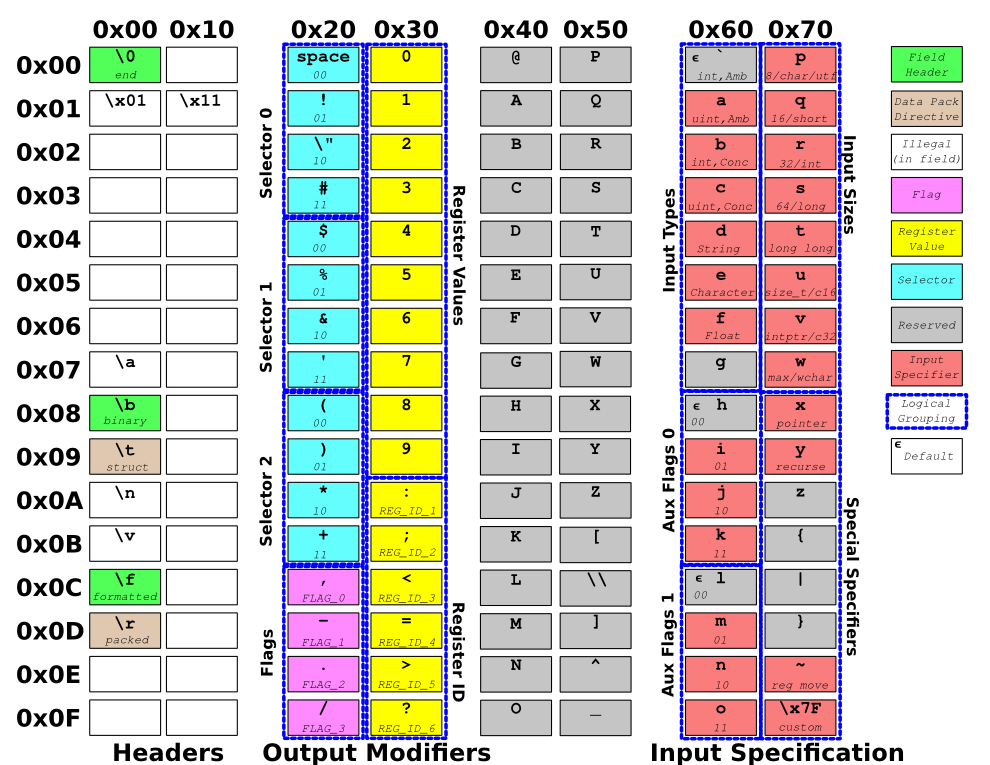 0x00 0x10 0x20 0x30 0x40 0x50 0x60 0x70
0x00 \0 space 0 @ P ϵ ` p Field
end 00 int,Amb 8/char/utf Header
0x01 \x01 \x11 ! 1 A Q a q Data Pack
01 uint,Amb 16/short Directive
0x02 \" 2 B R b r Illegal
10 int,Conc 32/int (in field)
0x03 # 3 C S c s Flag
11 uint,Conc 64/long
0x04 $ 4 D T d t Register
00 String long long Value
0x05 % 5 E U e u Selector
01 Character size_t/c16
0x06 & 6 F V f v Reserved
10 Float intptr/c32
0x07 \a ' 7 G W g w Input
11 max/wchar Specifier
0x08 \b ( 8 H X ϵ h x Logical
binary 00 00 pointer Grouping
0x09 \t ) 9 I Y i y ϵ Default
struct 01 01 recurse
0x0A \n * : J Z j z
10 REG_ID_1 10
0x0B \v + ; K [ k {
11 REG_ID_2 11
0x0C \f , < L \\ ϵ l |
formatted FLAG_0 REG_ID_3 00
0x0D \r - = M ] m }
packed FLAG_1 REG_ID_4 01
0x0E . > N ^ n ~
FLAG_2 REG_ID_5 10 reg move
0x0F / ? O _ o \x7F
FLAG_3 REG_ID_6 11 custom
Selector 0
Selector 1
Selector 2
Flags
Register Values
Register ID
Input Types
Aux Flags 0
Aux Flags 1
Input Sizes
Special Specifiers
Headers Output Modifiers Input Specification